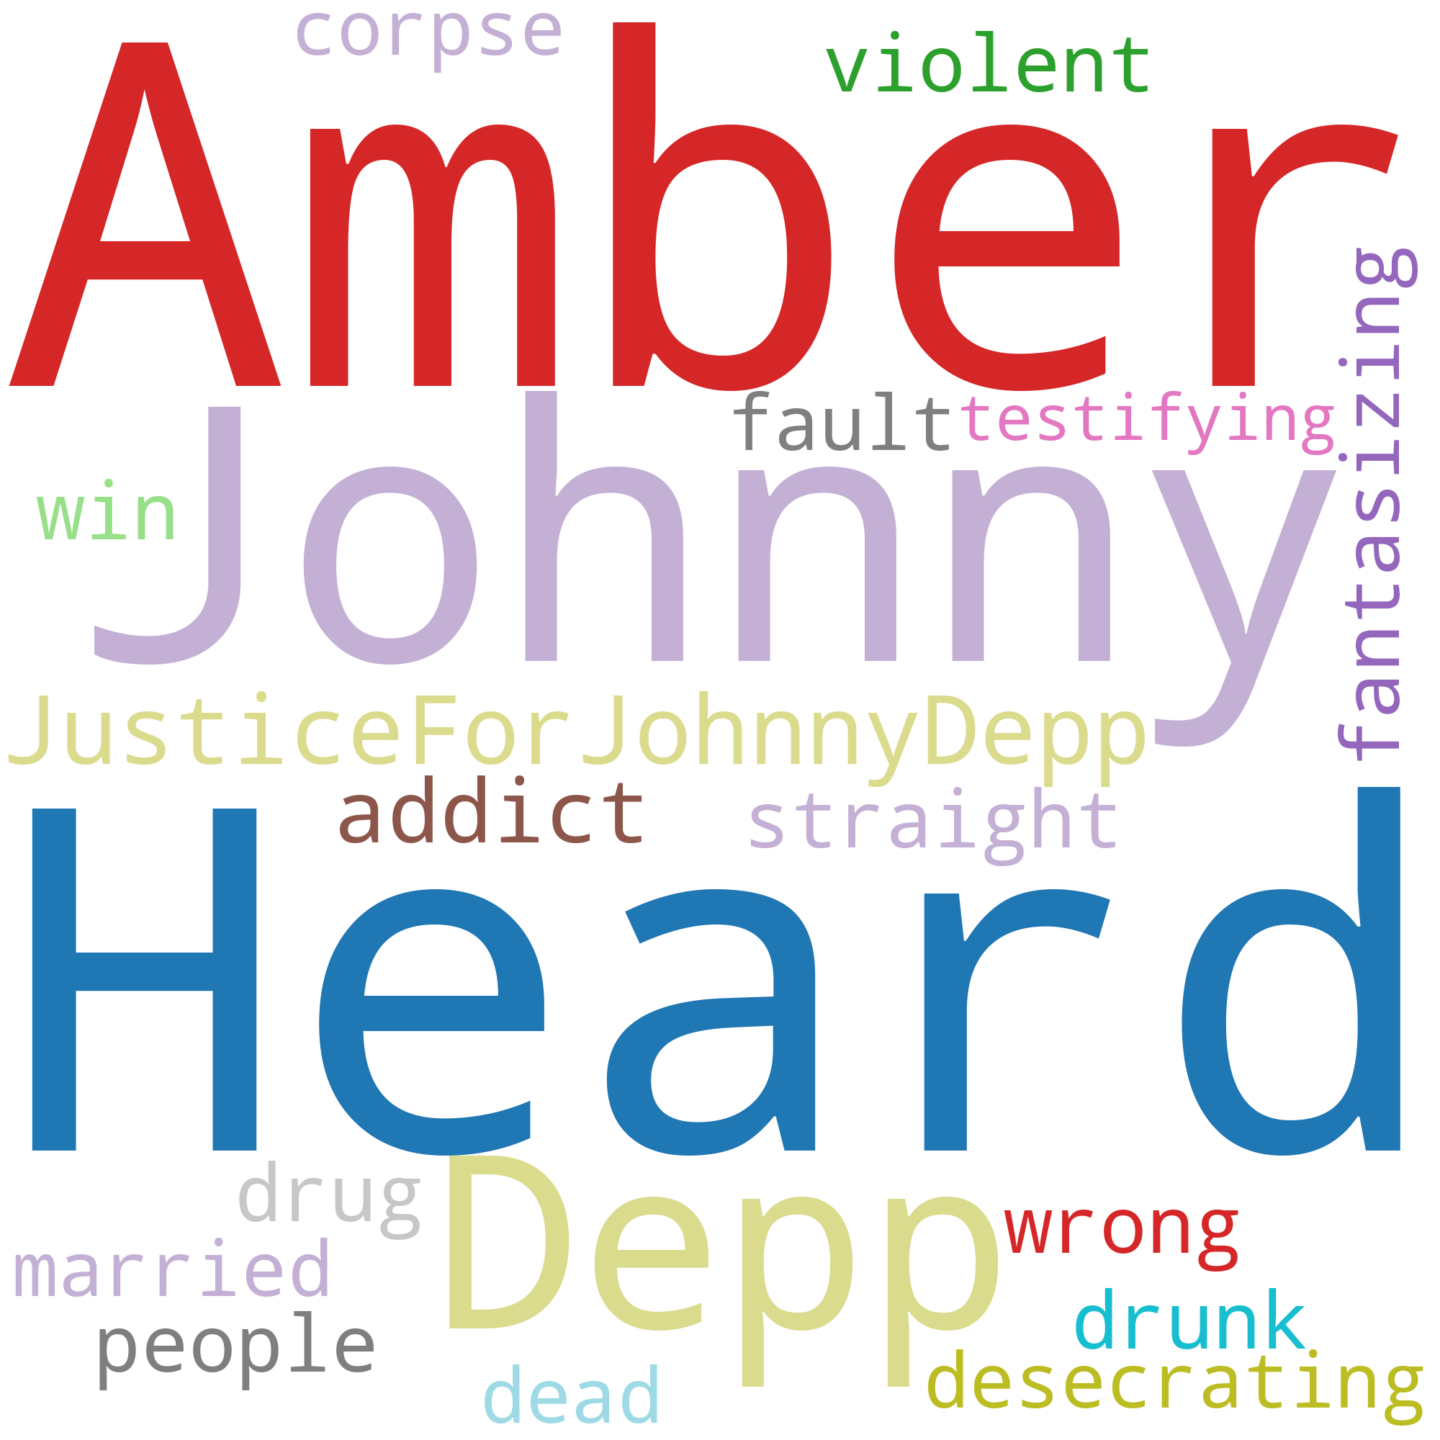 corpse
violent
Amber
fantasizing
fault
testifying
Johnny
win
JusticeForJohnnyDepp
addict
straight
Heard
drug
Depp
wrong
married
drunk
people
desecrating
dead